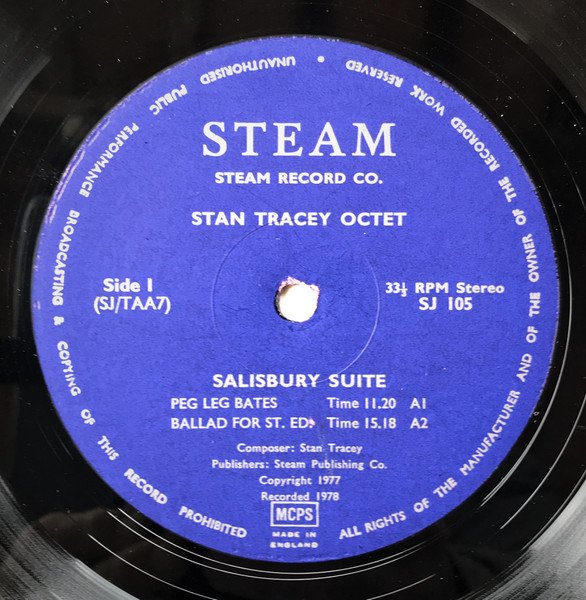 STEAM
STEAM RECORD CO.
STAN TRACEY OCTET
Side 1
(SJ/TAA7)
33⅓ RPM Stereo
SJ 105
SALISBURY SUITE
PEG LEG BATES Time 11.20 A1
BALLAD FOR ST. ED. Time 15.18 A2
Composer: Stan Tracey
Publishers: Steam Publishing Co.
Copyright 1977
Recorded 1978
MCPS
MADE IN
ENGLAND
ALL RIGHTS OF THE MANUFACTURER AND OF THE OWNER OF THE RECORDED WORK RESERVED • UNAUTHORISED PUBLIC PERFORMANCE BROADCASTING & COPYING OF THIS RECORD PROHIBITED